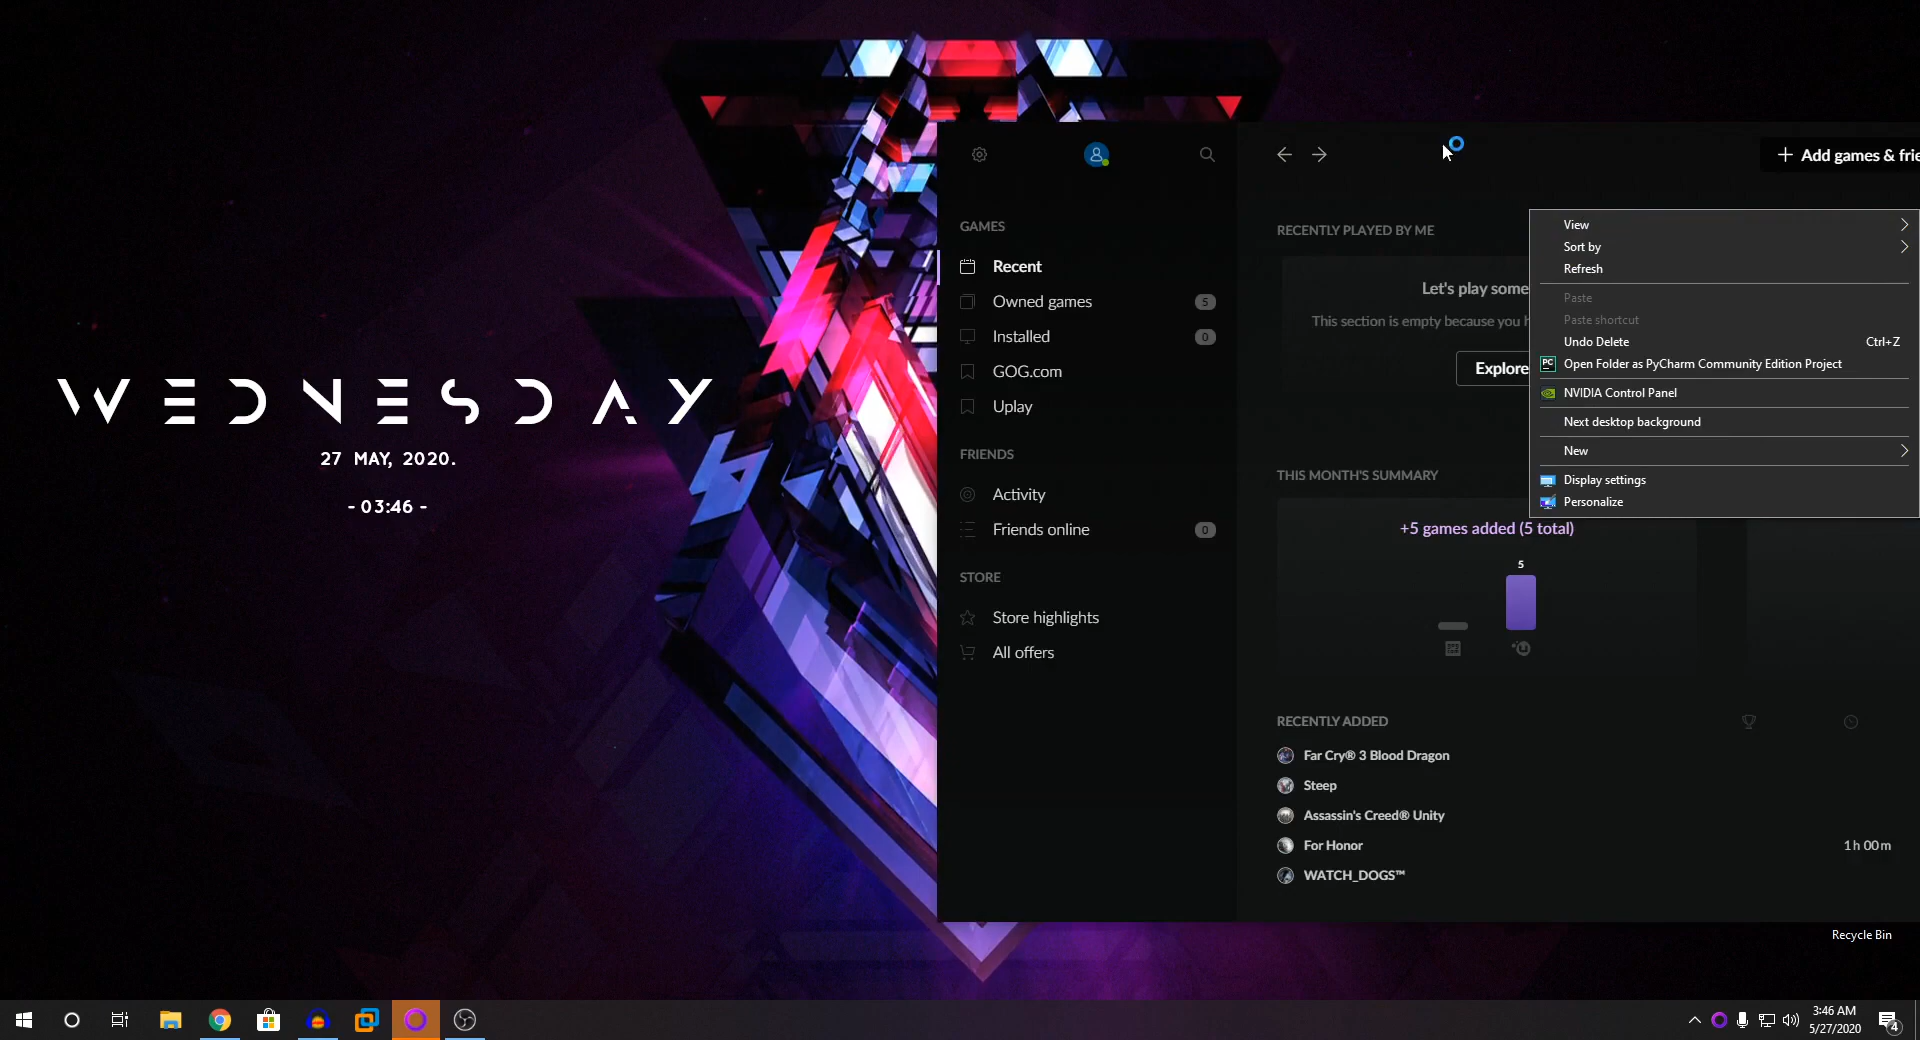 WEDNESDAY
27 MAY, 2020.
- 03:46 -
GAMES
Recent
Owned games 5
Installed 0
GOG.com
Uplay
FRIENDS
Activity
Friends online 0
STORE
Store highlights
All offers
+ Add games & frie
RECENTLY PLAYED BY ME
Let's play some
This section is empty because you h
Explore
THIS MONTH'S SUMMARY
+5 games added (5 total)
5
RECENTLY ADDED
Far Cry® 3 Blood Dragon
Steep
Assassin's Creed® Unity
For Honor 1 h 00 m
WATCH_DOGS™
View
Sort by
Refresh
Paste
Paste shortcut
Undo Delete Ctrl+Z
PC Open Folder as PyCharm Community Edition Project
NVIDIA Control Panel
Next desktop background
New
Display settings
Personalize
Recycle Bin
3:46 AM
5/27/2020
4